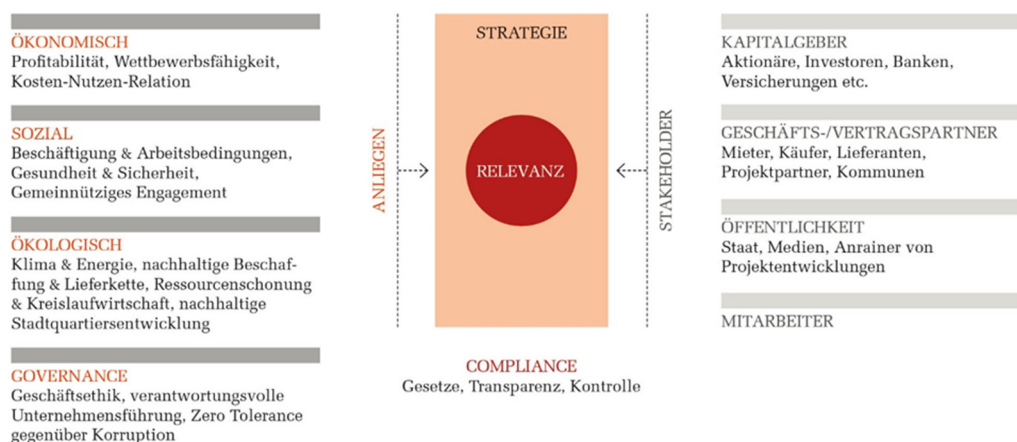 ÖKONOMISCH
Profitabilität, Wettbewerbsfähigkeit,
Kosten-Nutzen-Relation
SOZIAL
Beschäftigung & Arbeitsbedingungen,
Gesundheit & Sicherheit,
Gemeinnütziges Engagement
ÖKOLOGISCH
Klima & Energie, nachhaltige Beschaf-
fung & Lieferkette, Ressourcenschonung
& Kreislaufwirtschaft, nachhaltige
Stadtquartiersentwicklung
GOVERNANCE
Geschäftsethik, verantwortungsvolle
Unternehmensführung, Zero Tolerance
gegenüber Korruption
ANLIEGEN
STRATEGIE
RELEVANZ
STAKEHOLDER
COMPLIANCE
Gesetze, Transparenz, Kontrolle
KAPITALGEBER
Aktionäre, Investoren, Banken,
Versicherungen etc.
GESCHÄFTS-/VERTRAGSPARTNER
Mieter, Käufer, Lieferanten,
Projektpartner, Kommunen
ÖFFENTLICHKEIT
Staat, Medien, Anrainer von
Projektentwicklungen
MITARBEITER